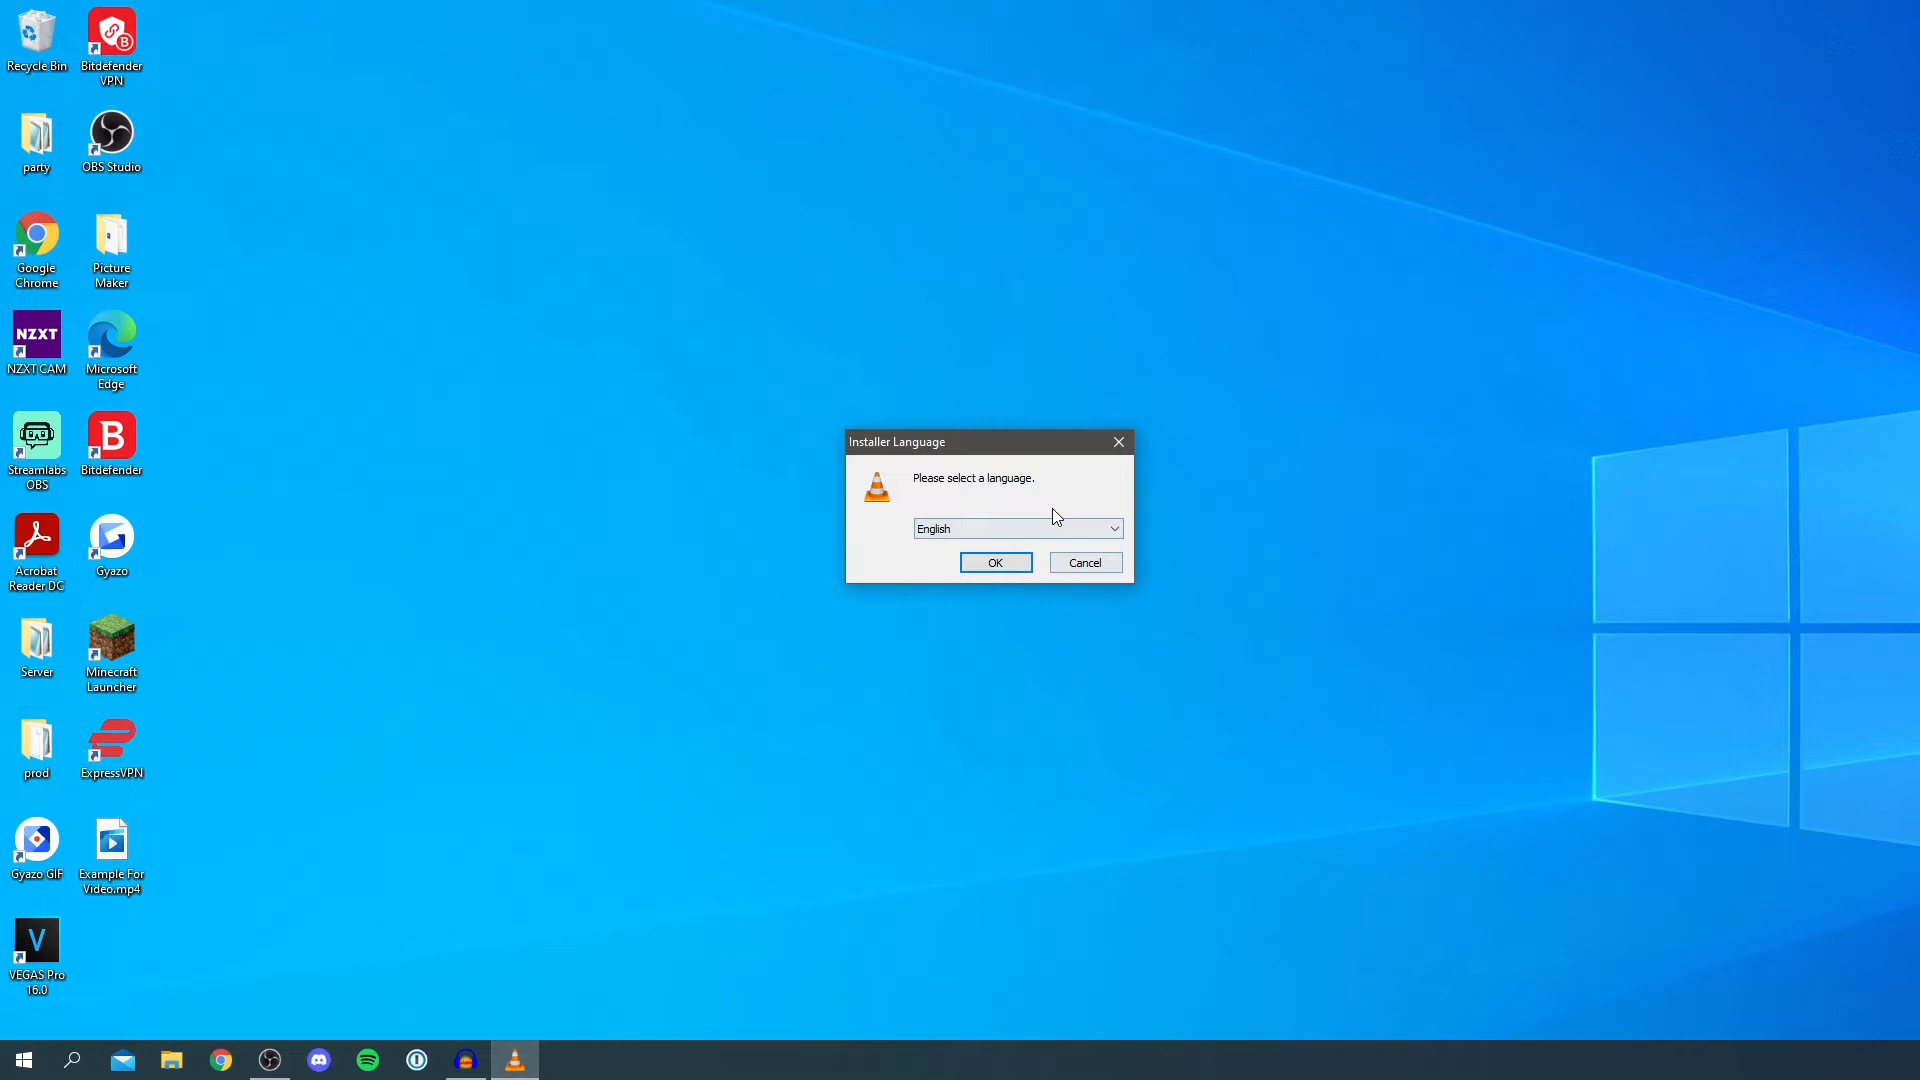 Recycle Bin
Bitdefender
VPN
party
OBS Studio
Google
Chrome
Picture
Maker
NZXT
NZXT CAM
Microsoft
Edge
Streamlabs
OBS
B
Bitdefender
Acrobat
Reader DC
Gyazo
Server
Minecraft
Launcher
prod
ExpressVPN
Gyazo GIF
Example For
Video.mp4
V
VEGAS Pro
16.0
Installer Language
Please select a language.
English
OK
Cancel